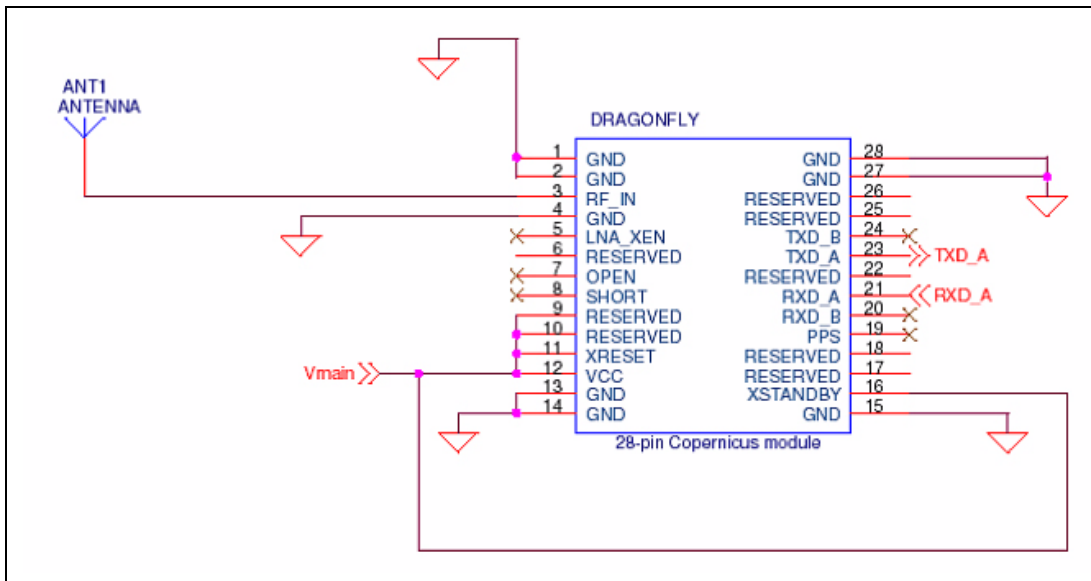 ANT1
ANTENNA
DRAGONFLY
1 GND
2 GND
3 RF_IN
4 GND
5 LNA_XEN
6 RESERVED
7 OPEN
8 SHORT
9 RESERVED
10 RESERVED
11 XRESET
12 VCC
13 GND
14 GND
Vmain
GND 28
GND 27
RESERVED 26
RESERVED 25
TXD_B 24
TXD_A 23 TXD_A
RESERVED 22
RXD_A 21 RXD_A
RXD_B 20
PPS 19
RESERVED 18
RESERVED 17
XSTANDBY 16
GND 15
28-pin Copernicus module